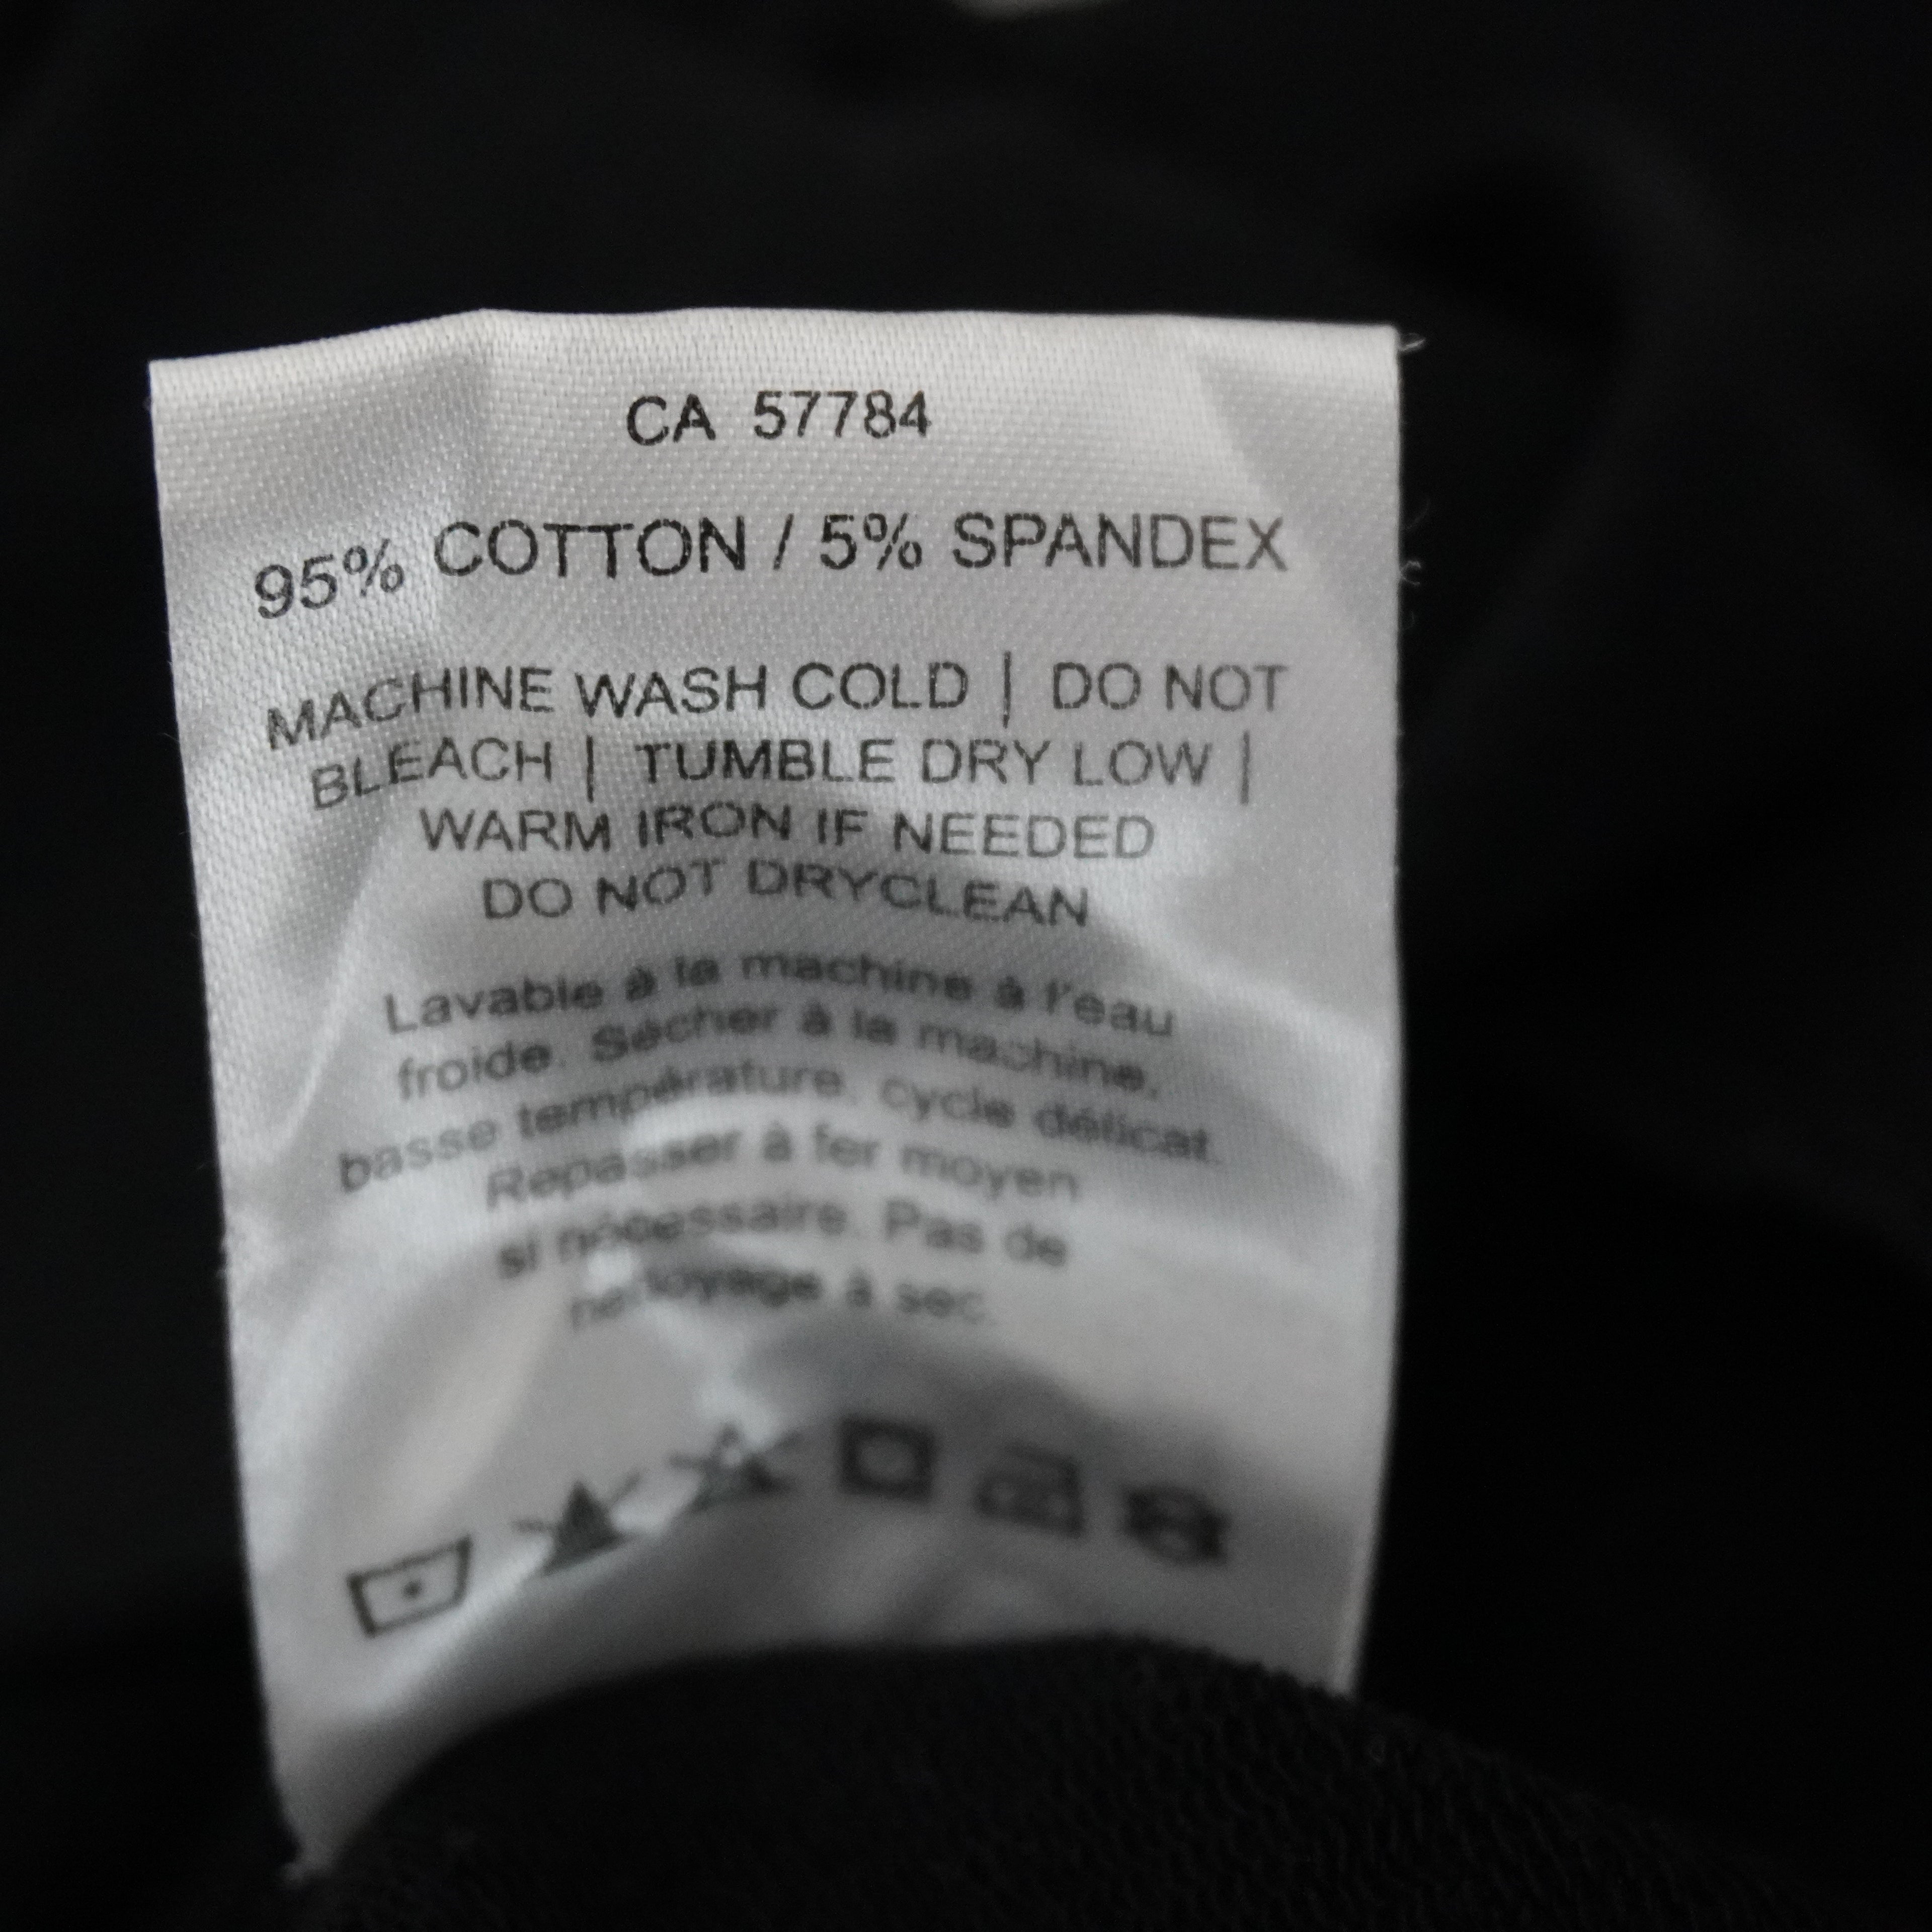 CA 57784
95% COTTON / 5% SPANDEX
MACHINE WASH COLD | DO NOT
BLEACH | TUMBLE DRY LOW |
WARM IRON IF NEEDED
DO NOT DRYCLEAN
Lavable à la machine à l'eau
froide. Sécher à la machine,
basse température, cycle délicat.
Repasser à fer moyen
si nécessaire. Pas de
nettoyage à sec.